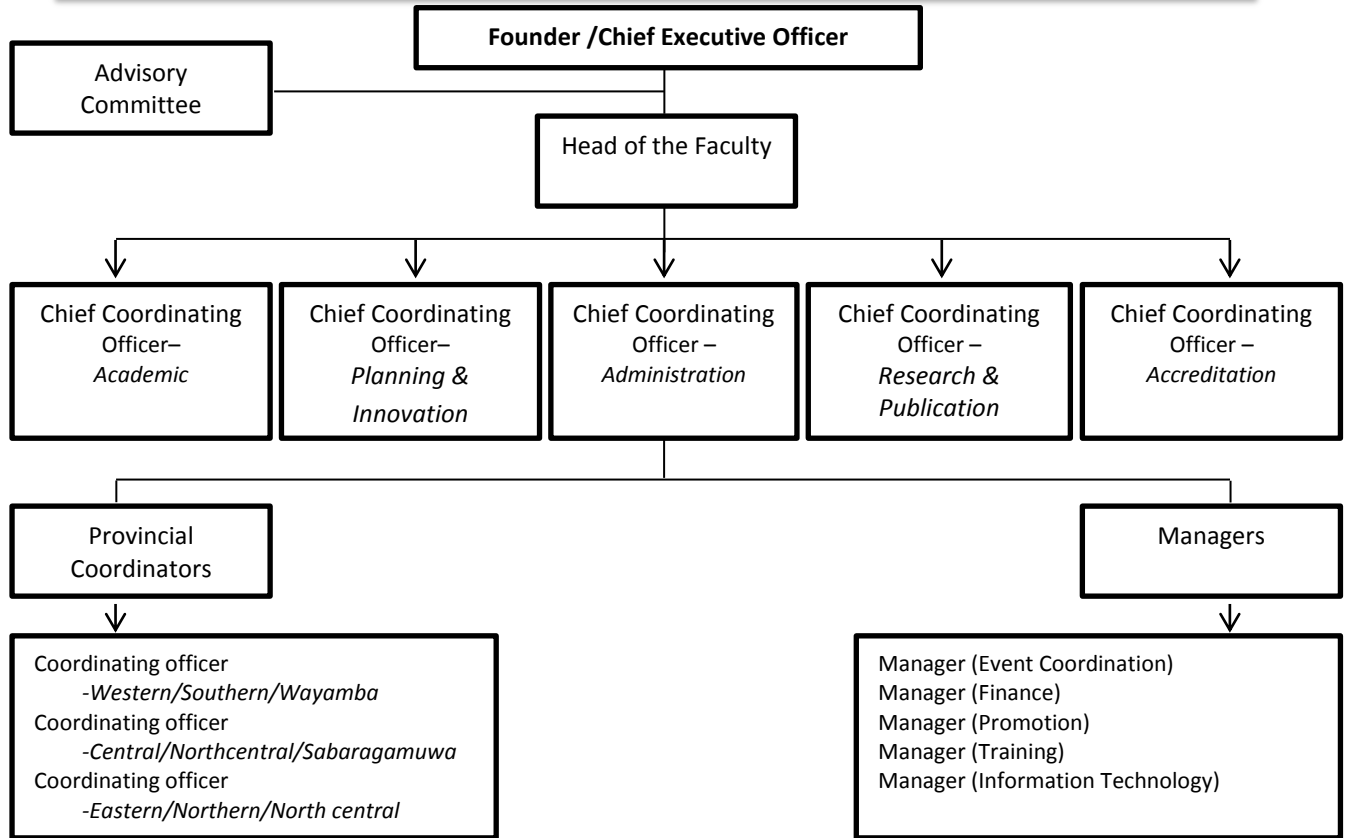 Founder /Chief Executive Officer
Advisory
Committee
Head of the Faculty
Chief Coordinating
Officer–
Academic
Chief Coordinating
Officer–
Planning &
Innovation
Chief Coordinating
Officer –
Administration
Chief Coordinating
Officer –
Research &
Publication
Chief Coordinating
Officer –
Accreditation
Provincial
Coordinators
Managers
Coordinating officer
-Western/Southern/Wayamba
Coordinating officer
-Central/Northcentral/Sabaragamuwa
Coordinating officer
-Eastern/Northern/North central
Manager (Event Coordination)
Manager (Finance)
Manager (Promotion)
Manager (Training)
Manager (Information Technology)